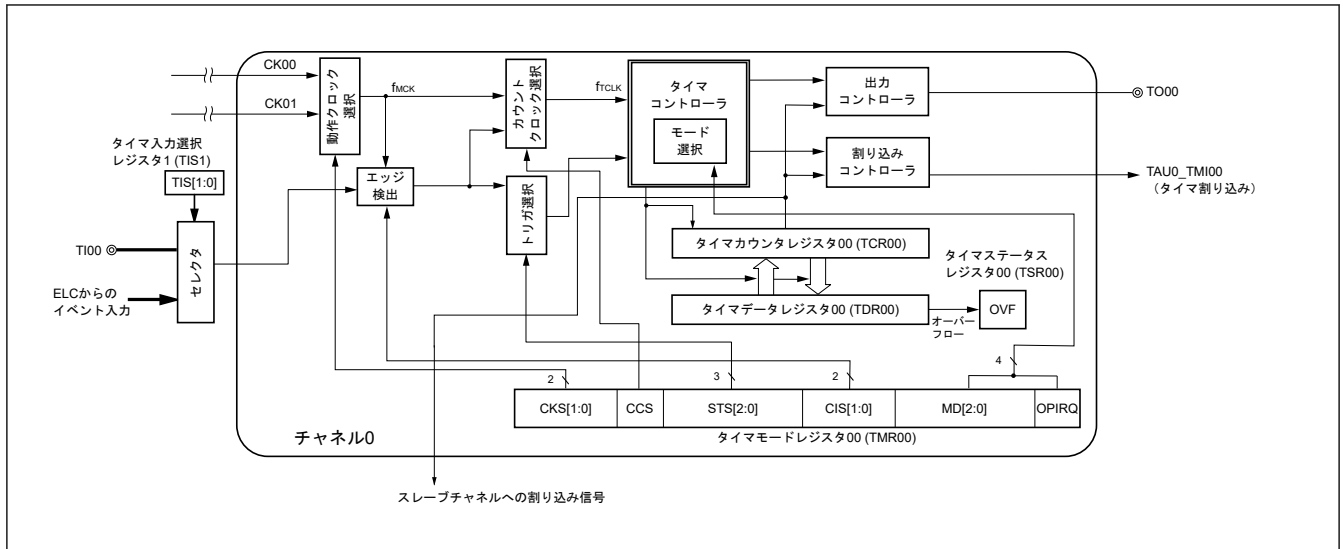 CK00
CK01
動作クロック
選択
fMCK
カウント
クロック選択
fTCLK
タイマ
コントローラ
モード
選択
出力
コントローラ
TO00
割り込み
コントローラ
TAU0_TMI00
(タイマ割り込み)
タイマ入力選択
レジスタ1 (TIS1)
TIS[1:0]
エッジ
検出
トリガ選択
TI00
セレクタ
ELCからの
イベント入力
タイマカウンタレジスタ00 (TCR00)
タイマステータス
レジスタ00 (TSR00)
タイマデータレジスタ00 (TDR00)
オーバー
フロー
OVF
2
3
2
4
CKS[1:0]
CCS
STS[2:0]
CIS[1:0]
MD[2:0]
OPIRQ
タイマモードレジスタ00 (TMR00)
チャネル0
スレーブチャネルへの割り込み信号